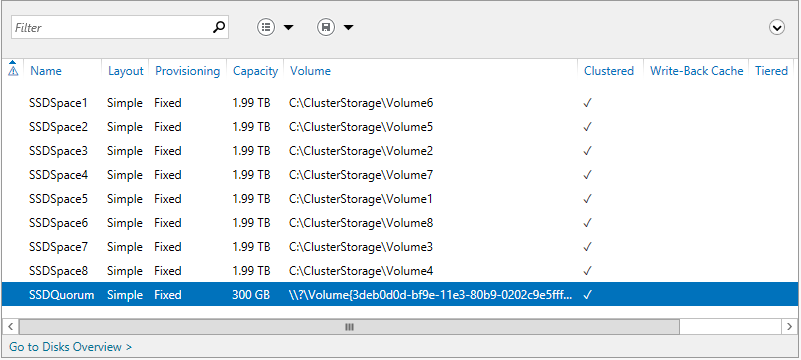 Filter
Name Layout Provisioning Capacity Volume Clustered Write-Back Cache Tiered
SSDSpace1 Simple Fixed 1.99 TB C:\ClusterStorage\Volume6 ✓
SSDSpace2 Simple Fixed 1.99 TB C:\ClusterStorage\Volume5 ✓
SSDSpace3 Simple Fixed 1.99 TB C:\ClusterStorage\Volume2 ✓
SSDSpace4 Simple Fixed 1.99 TB C:\ClusterStorage\Volume7 ✓
SSDSpace5 Simple Fixed 1.99 TB C:\ClusterStorage\Volume1 ✓
SSDSpace6 Simple Fixed 1.99 TB C:\ClusterStorage\Volume8 ✓
SSDSpace7 Simple Fixed 1.99 TB C:\ClusterStorage\Volume3 ✓
SSDSpace8 Simple Fixed 1.99 TB C:\ClusterStorage\Volume4 ✓
SSDQuorum Simple Fixed 300 GB \\?\Volume{3deb0d0d-bf9e-11e3-80b9-0202c9e5fff... ✓
Go to Disks Overview >